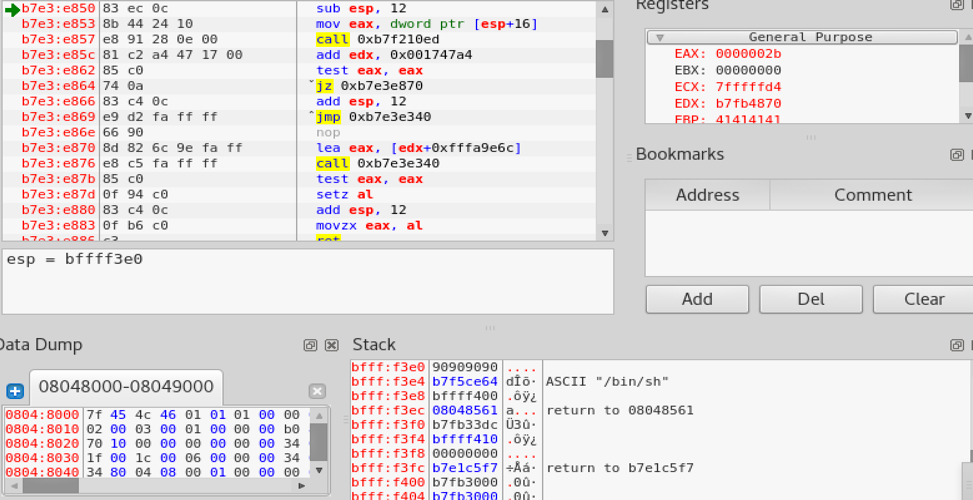 b7e3:e850 83 ec 0c sub esp, 12
b7e3:e853 8b 44 24 10 mov eax, dword ptr [esp+16]
b7e3:e857 e8 91 28 0e 00 call 0xb7f210ed
b7e3:e85c 81 c2 a4 47 17 00 add edx, 0x001747a4
b7e3:e862 85 c0 test eax, eax
b7e3:e864 74 0a jz 0xb7e3e870
b7e3:e866 83 c4 0c add esp, 12
b7e3:e869 e9 d2 fa ff ff jmp 0xb7e3e340
b7e3:e86e 66 90 nop
b7e3:e870 8d 82 6c 9e fa ff lea eax, [edx+0xfffa9e6c]
b7e3:e876 e8 c5 fa ff ff call 0xb7e3e340
b7e3:e87b 85 c0 test eax, eax
b7e3:e87d 0f 94 c0 setz al
b7e3:e880 83 c4 0c add esp, 12
b7e3:e883 0f b6 c0 movzx eax, al
b7e3:e886 c3 ret
esp = bffff3e0
Registers
General Purpose
EAX: 0000002b
EBX: 00000000
ECX: 7fffffd4
EDX: b7fb4870
EBP: 41414141
Bookmarks
Address Comment
Add Del Clear
Data Dump
08048000-08049000
0804:8000 7f 45 4c 46 01 01 01 00 00
0804:8010 02 00 03 00 01 00 00 00 b0
0804:8020 70 10 00 00 00 00 00 00 34
0804:8030 1f 00 1c 00 06 00 00 00 34
0804:8040 34 80 04 08 00 01 00 00 00
Stack
bfff:f3e0 90909090 ....
bfff:f3e4 b7f5ce64 dÎõ· ASCII "/bin/sh"
bfff:f3e8 bffff400 .ôÿ¿
bfff:f3ec 08048561 a... return to 08048561
bfff:f3f0 b7fb33dc Ü3û·
bfff:f3f4 bffff410 .ôÿ¿
bfff:f3f8 00000000 ....
bfff:f3fc b7e1c5f7 ÷Åá· return to b7e1c5f7
bfff:f400 b7fb3000 .0û·
bfff:f404 b7fb3000 .0û·